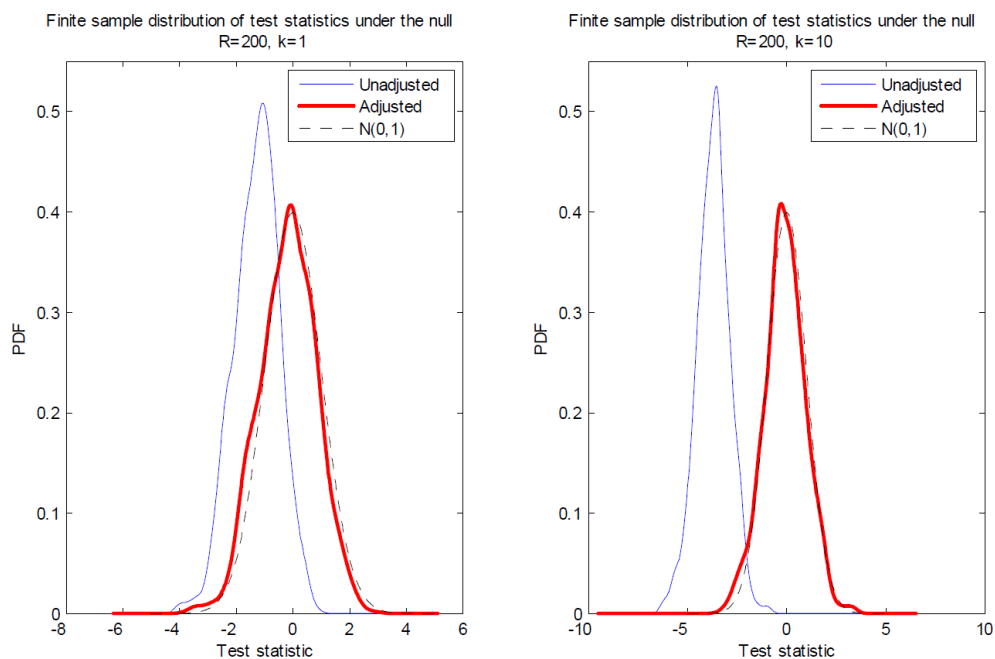 Finite sample distribution of test statistics under the null
R=200, k=1
Unadjusted
Adjusted
N(0,1)
PDF
0.5
0.4
0.3
0.2
0.1
0
-8
-6
-4
-2
0
2
4
6
Test statistic
Finite sample distribution of test statistics under the null
R=200, k=10
Unadjusted
Adjusted
N(0,1)
PDF
0.5
0.4
0.3
0.2
0.1
0
-10
-5
0
5
10
Test statistic